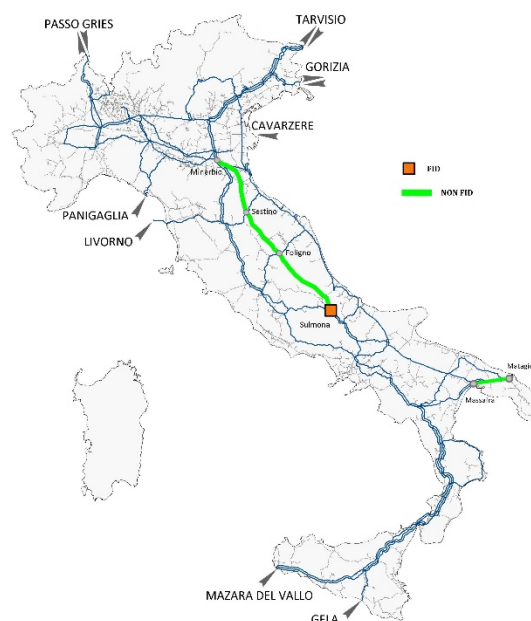 PASSO GRIES
TARVISIO
GORIZIA
CAVARZERE
Minerbio
FID
NON FID
PANIGAGLIA
Sestino
LIVORNO
Foligno
Sulmona
Matagio
Massafra
MAZARA DEL VALLO
GELA